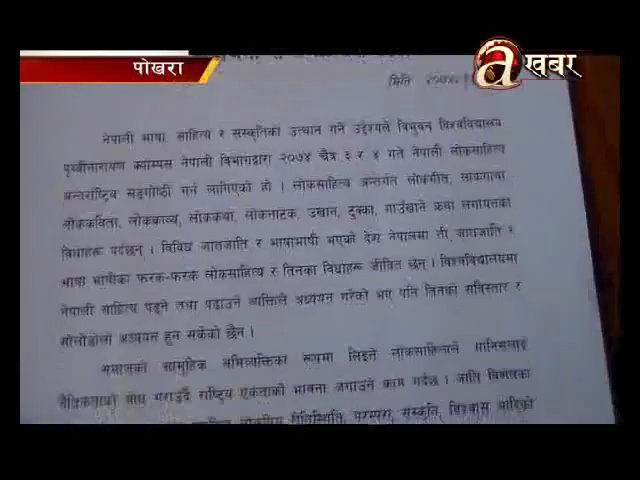 पोखरा
a खबर
मिति
नेपाली भाषा, साहित्य र संस्कृतिको उत्थान गर्ने उद्देश्यले त्रिभुवन विश्वविद्यालय
पृथ्वीनारायण क्याम्पस नेपाली विभागद्वारा २०७४ चैत्र ३ र ४ गते नेपाली लोकसाहित्य
अन्तर्राष्ट्रिय सङ्गोष्ठी गर्न लागिएको हो । लोकसाहित्य अन्तर्गत लोकगीत, लोकगाथा
लोककविता, लोककाव्य, लोककथा, लोकनाटक, उखान, टुक्का, गाउँखाने कथा लगायतका
विधाहरू पर्दछन् । विविध जातजाति र भाषाभाषी भएको देश नेपालमा ती जातजाति र
भाषा भाषीका फरक-फरक लोकसाहित्य र तिनका विधाहरू जीवित छन् । विश्वविद्यालयमा
नेपाली साहित्य पढ्ने तथा पढाउने व्यक्तिले अध्ययन गरेको भए पनि तिनको सविस्तार र
सोलोडोलो अध्ययन हुन सकेको छैन ।
समाजको सामूहिक अभिव्यक्तिका रूपमा लिइने लोकसाहित्यले मानिसलाई
नैतिकताको बोध गराउँदै राष्ट्रिय एकताको भावना जगाउने काम गर्दछ । जाति विशेषका
रीतिस्थिति, परम्परा, संस्कृति, विश्वास आदिको